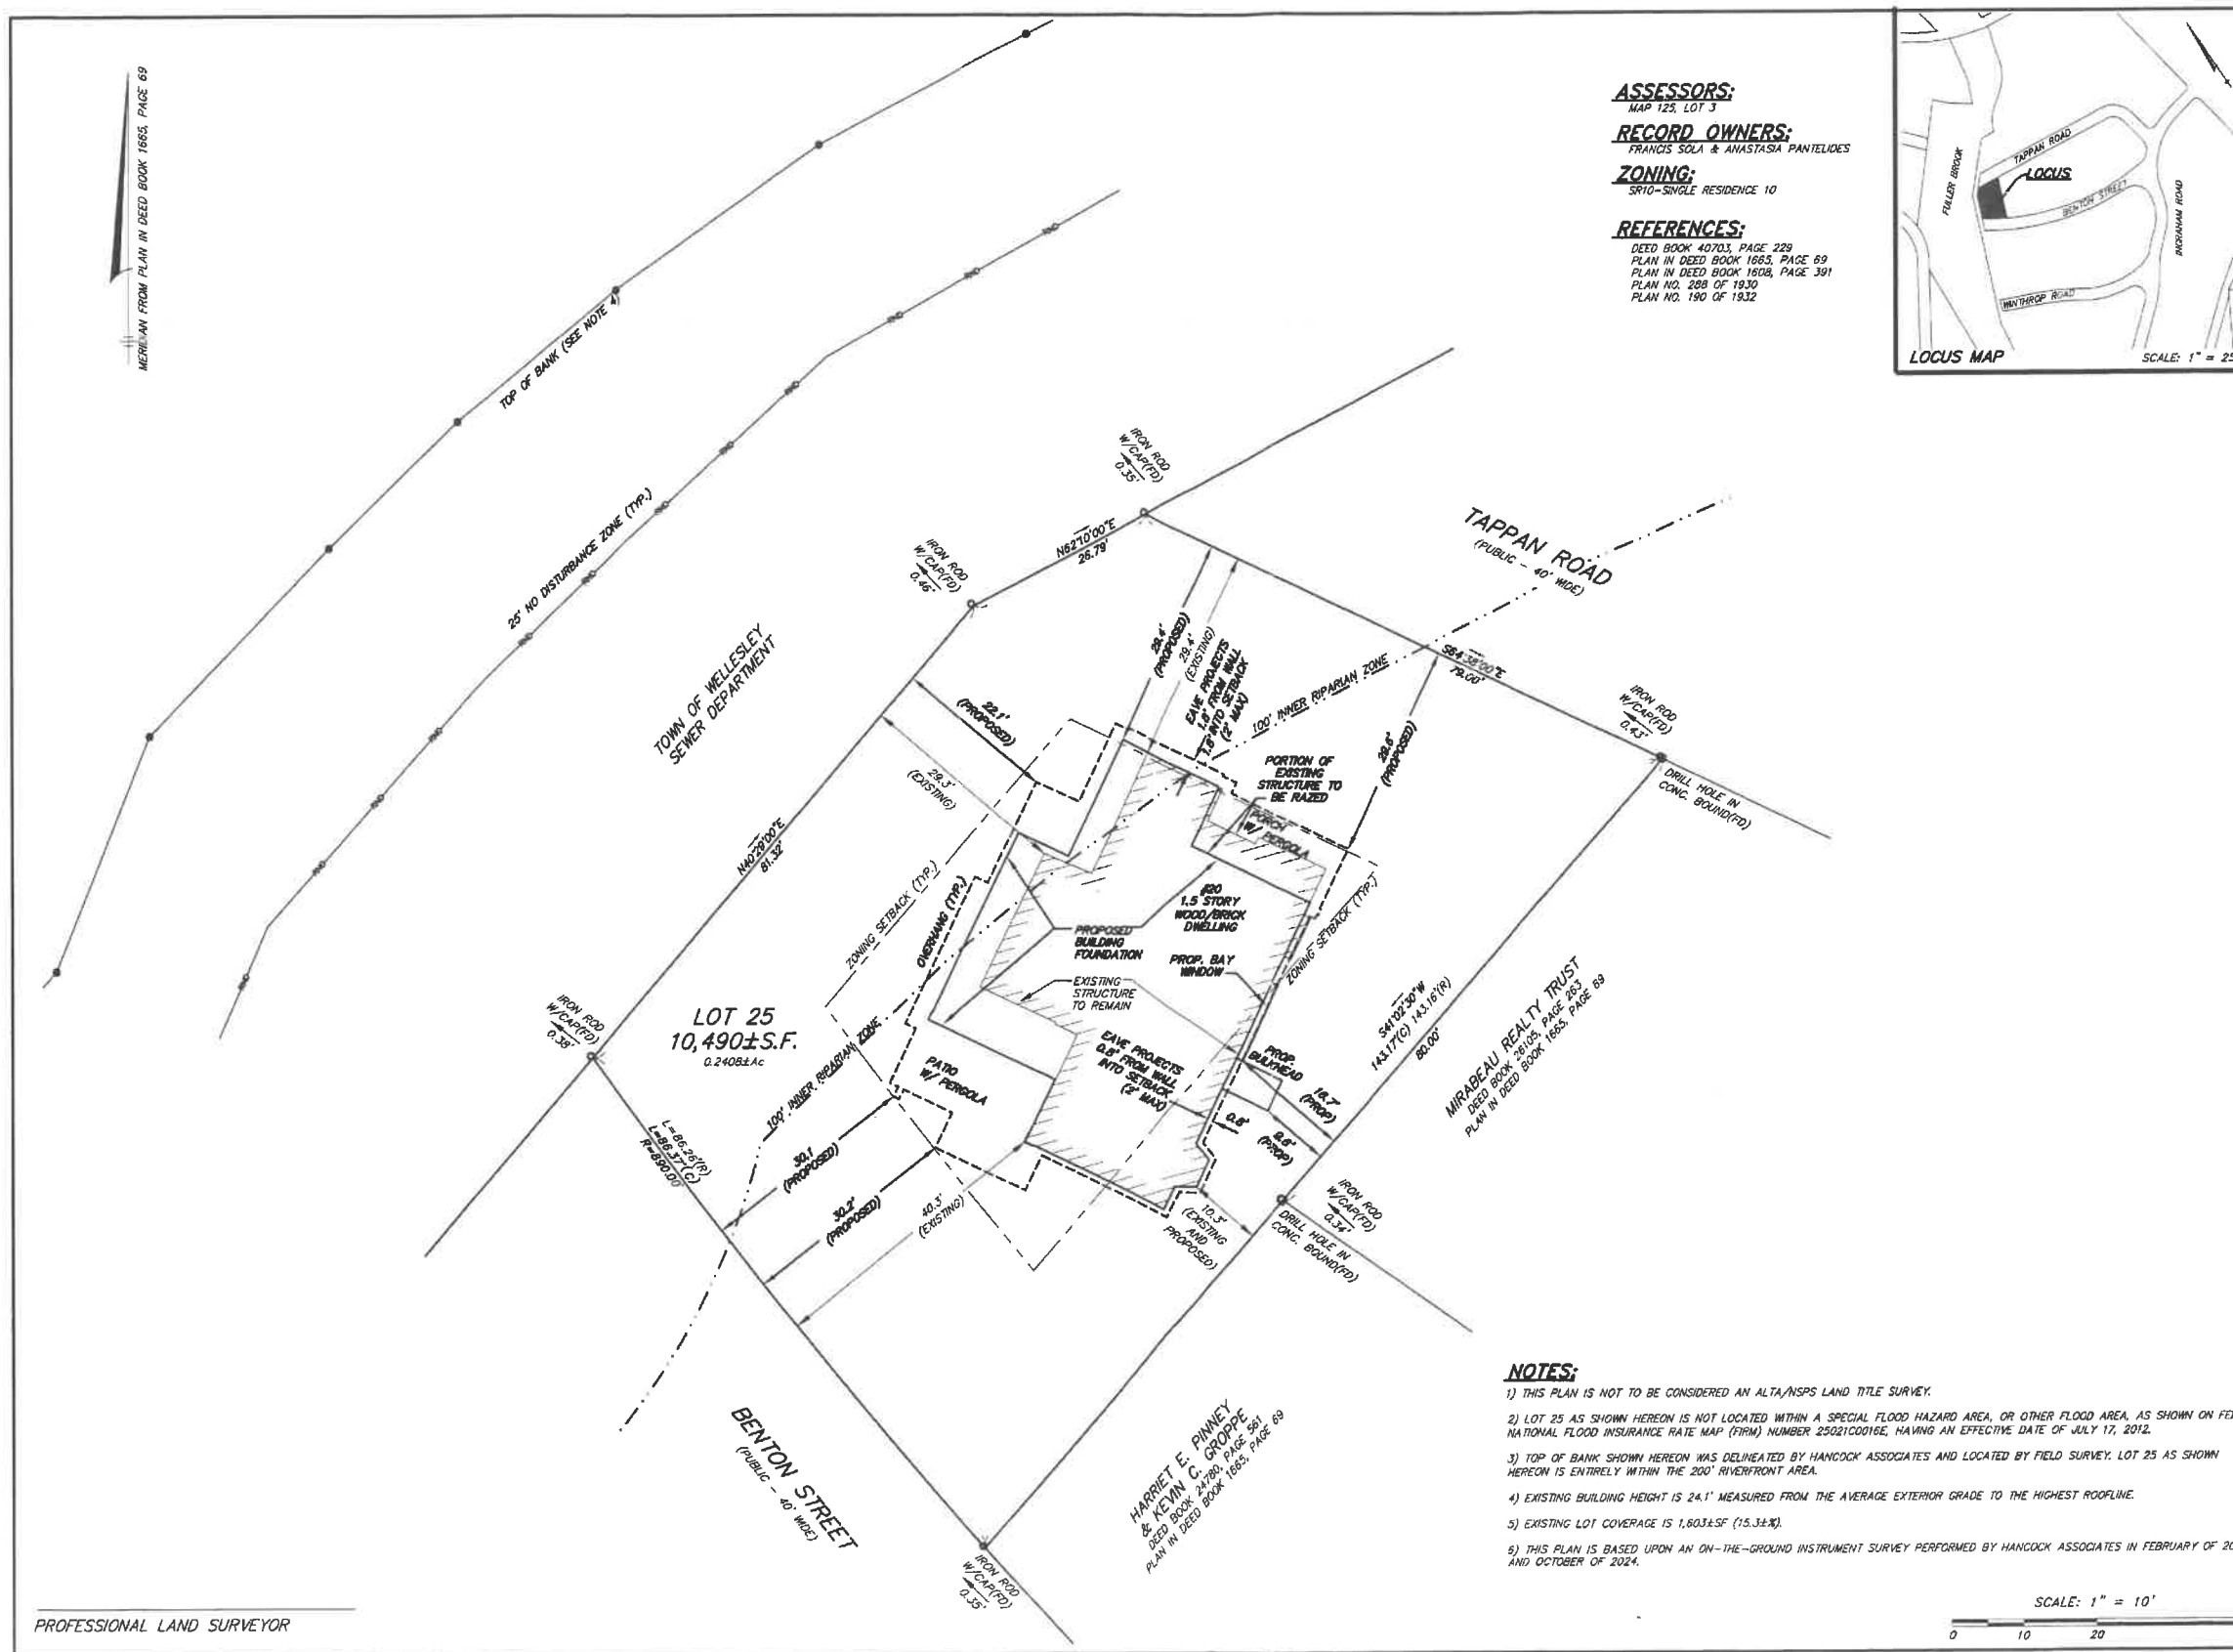 MERIDIAN FROM PLAN IN DEED BOOK 1665, PAGE 69
ASSESSORS:
MAP 125, LOT 3
RECORD OWNERS:
FRANCIS SOLA & ANASTASIA PANTELIDES
ZONING:
SR10-SINGLE RESIDENCE 10
REFERENCES:
DEED BOOK 40703, PAGE 229
PLAN IN DEED BOOK 1665, PAGE 69
PLAN IN DEED BOOK 1608, PAGE 391
PLAN NO. 288 OF 1930
PLAN NO. 190 OF 1932
FULLER BROOK
TAPPAN ROAD
LOCUS
BENTON STREET
INGRAHAM ROAD
WINTHROP ROAD
LOCUS MAP
SCALE: 1" = 25
TOP OF BANK (SEE NOTE
25' NO DISTURBANCE ZONE (TYP.)
IRON ROD
W/CAP(FD)
0.35'
IRON ROD
W/CAP(FD)
0.46'
N62°10'00"E
26.79'
TAPPAN ROAD
(PUBLIC - 40' WIDE)
TOWN OF WELLESLEY
SEWER DEPARTMENT
29.4'
(PROPOSED)
29.4'
(EXISTING)
EAVE PROJECTS
1.8' FROM WALL
1.8' INTO SETBACK
(2' MAX)
100' INNER RIPARIAN ZONE
S64°38'00"E
79.00'
IRON ROD
W/CAP(FD)
0.43'
DRILL HOLE IN
CONC. BOUND(FD)
22.1'
(PROPOSED)
29.3'
(EXISTING)
29.8'
(PROPOSED)
PORTION OF
EXISTING
STRUCTURE TO
BE RAZED
PORCH
W/ PERGOLA
N40°29'00"E
81.32'
ZONING SETBACK (TYP.)
OVERHANG (TYP.)
#20
1.5 STORY
WOOD/BRICK
DWELLING
PROPOSED
BUILDING
FOUNDATION
PROP. BAY
WINDOW
ZONING SETBACK (TYP.)
EXISTING
STRUCTURE
TO REMAIN
IRON ROD
W/CAP(FD)
0.38'
LOT 25
10,490±S.F.
0.2408±Ac
100' INNER RIPARIAN ZONE
PATIO
W/ PERGOLA
EAVE PROJECTS
0.8' FROM WALL
INTO SETBACK
(2' MAX)
PROP.
BULKHEAD
16.7'
(PROP)
0.8'
9.8'
(PROP)
S41°02'30"W
143.17'(C) 143.16'(R)
80.00'
MIRABEAU REALTY TRUST
DEED BOOK 26105, PAGE 263
PLAN IN DEED BOOK 1665, PAGE 69
L=86.26'(R)
L=86.37'(C)
R=890.00'
30.1
(PROPOSED)
30.2'
(PROPOSED)
40.3'
(EXISTING)
10.3'
(EXISTING
AND
PROPOSED)
IRON ROD
W/CAP(FD)
0.34'
DRILL HOLE IN
CONC. BOUND(FD)
BENTON STREET
(PUBLIC - 40' WIDE)
HARRIET E. PINNEY
& KEVIN C. GROPPE
DEED BOOK 24780, PAGE 561
PLAN IN DEED BOOK 1665, PAGE 69
IRON ROD
W/CAP(FD)
0.35'
NOTES:
1) THIS PLAN IS NOT TO BE CONSIDERED AN ALTA/NSPS LAND TITLE SURVEY.
2) LOT 25 AS SHOWN HEREON IS NOT LOCATED WITHIN A SPECIAL FLOOD HAZARD AREA, OR OTHER FLOOD AREA, AS SHOWN ON
NATIONAL FLOOD INSURANCE RATE MAP (FIRM) NUMBER 25021C0016E, HAVING AN EFFECTIVE DATE OF JULY 17, 2012.
3) TOP OF BANK SHOWN HEREON WAS DELINEATED BY HANCOCK ASSOCIATES AND LOCATED BY FIELD SURVEY. LOT 25 AS SHOWN
HEREON IS ENTIRELY WITHIN THE 200' RIVERFRONT AREA.
4) EXISTING BUILDING HEIGHT IS 24.1' MEASURED FROM THE AVERAGE EXTERIOR GRADE TO THE HIGHEST ROOFLINE.
5) EXISTING LOT COVERAGE IS 1,603±SF (15.3±%).
6) THIS PLAN IS BASED UPON AN ON-THE-GROUND INSTRUMENT SURVEY PERFORMED BY HANCOCK ASSOCIATES IN FEBRUARY OF
AND OCTOBER OF 2024.
SCALE: 1" = 10'
0 10 20
PROFESSIONAL LAND SURVEYOR